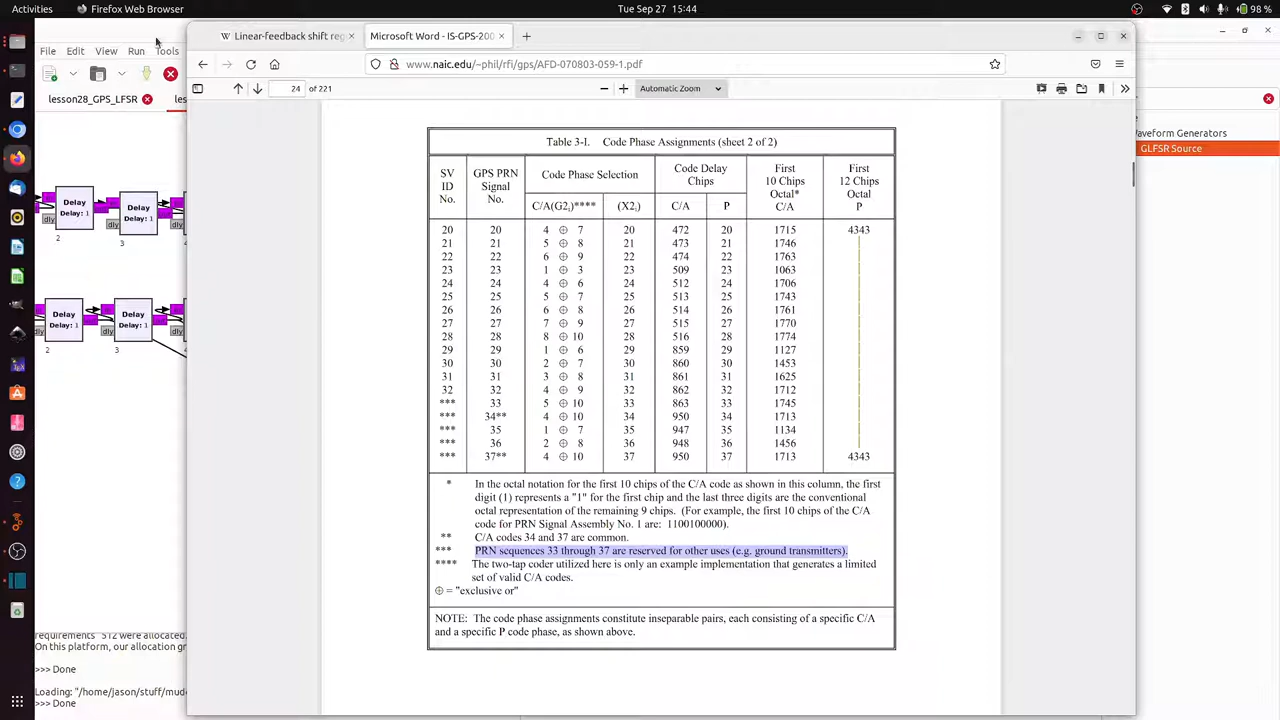 Activities Firefox Web Browser Tue Sep 27 15:44 98 %
Linear-feedback shift reg × Microsoft Word - IS-GPS-200 × +
File Edit View Run Tools
www.naic.edu/~phil/rfi/gps/AFD-070803-059-1.pdf
24 of 221 Automatic Zoom
lesson28_GPS_LFSR
Waveform Generators
GLFSR Source
Delay Delay
Delay: 1 Delay: 1
dly dly
2 3
Delay Delay
Delay: 1 Delay: 1
dly dly
2 3
Table 3-I. Code Phase Assignments (sheet 2 of 2)
SV ID No. GPS PRN Signal No. Code Phase Selection Code Delay Chips First 10 Chips Octal* C/A First 12 Chips Octal P
C/A(G2i)**** (X2i) C/A P
20 20 4 ⊕ 7 20 472 20 1715 4343
21 21 5 ⊕ 8 21 473 21 1746
22 22 6 ⊕ 9 22 474 22 1763
23 23 1 ⊕ 3 23 509 23 1063
24 24 4 ⊕ 6 24 512 24 1706
25 25 5 ⊕ 7 25 513 25 1743
26 26 6 ⊕ 8 26 514 26 1761
27 27 7 ⊕ 9 27 515 27 1770
28 28 8 ⊕ 10 28 516 28 1774
29 29 1 ⊕ 6 29 859 29 1127
30 30 2 ⊕ 7 30 860 30 1453
31 31 3 ⊕ 8 31 861 31 1625
32 32 4 ⊕ 9 32 862 32 1712
*** 33 5 ⊕ 10 33 863 33 1745
*** 34** 4 ⊕ 10 34 950 34 1713
*** 35 1 ⊕ 7 35 947 35 1134
*** 36 2 ⊕ 8 36 948 36 1456
*** 37** 4 ⊕ 10 37 950 37 1713 4343
* In the octal notation for the first 10 chips of the C/A code as shown in this column, the first
digit (1) represents a "1" for the first chip and the last three digits are the conventional
octal representation of the remaining 9 chips. (For example, the first 10 chips of the C/A
code for PRN Signal Assembly No. 1 are: 1100100000).
** C/A codes 34 and 37 are common.
*** PRN sequences 33 through 37 are reserved for other uses (e.g. ground transmitters).
**** The two-tap coder utilized here is only an example implementation that generates a limited
set of valid C/A codes.
⊕ = "exclusive or"
NOTE: The code phase assignments constitute inseparable pairs, each consisting of a specific C/A
and a specific P code phase, as shown above.
requirements 512 were allocated.
On this platform, our allocation gr
>>> Done
Loading: "/home/jason/stuff/mud
>>> Done